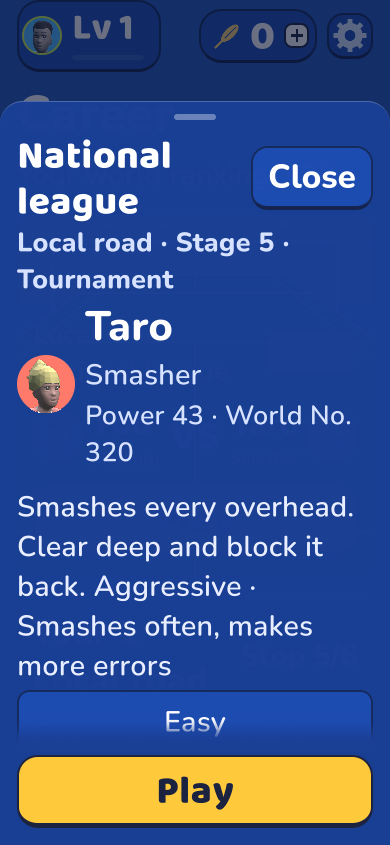 Lv 1
0
Career
National
league
Close
Local road · Stage 5 ·
Tournament
Taro
Smasher
Power 43 · World No.
320
Smashes every overhead.
Clear deep and block it
back. Aggressive ·
Smashes often, makes
more errors
Easy
Play